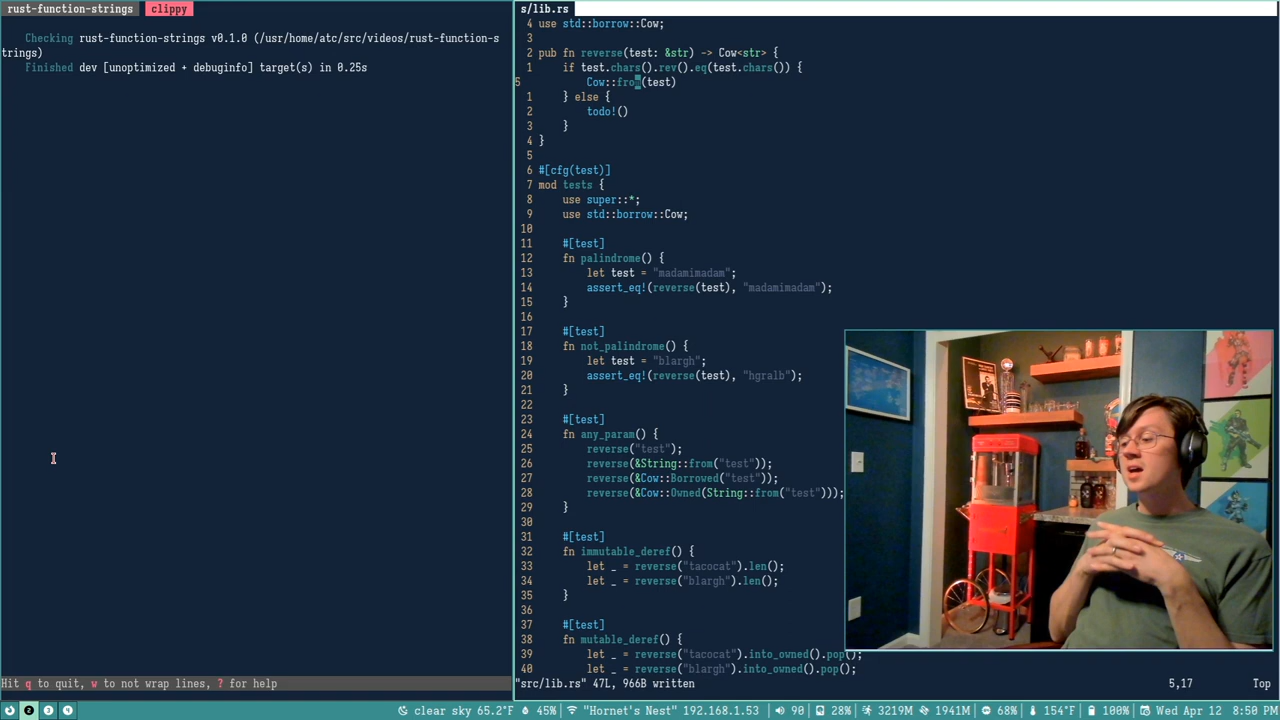 rust-function-strings clippy
Checking rust-function-strings v0.1.0 (/usr/home/atc/src/videos/rust-function-s
trings)
Finished dev [unoptimized + debuginfo] target(s) in 0.25s
Hit q to quit, w to not wrap lines, ? for help
s/lib.rs
4 use std::borrow::Cow;
3
2 pub fn reverse(test: &str) -> Cow<str> {
1 if test.chars().rev().eq(test.chars()) {
5 Cow::from(test)
1 } else {
2 todo!()
3 }
4 }
5
6 #[cfg(test)]
7 mod tests {
8 use super::*;
9 use std::borrow::Cow;
10
11 #[test]
12 fn palindrome() {
13 let test = "madamimadam";
14 assert_eq!(reverse(test), "madamimadam");
15 }
16
17 #[test]
18 fn not_palindrome() {
19 let test = "blargh";
20 assert_eq!(reverse(test), "hgralb");
21 }
22
23 #[test]
24 fn any_param() {
25 reverse("test");
26 reverse(&String::from("test"));
27 reverse(&Cow::Borrowed("test"));
28 reverse(&Cow::Owned(String::from("test")));
29 }
30
31 #[test]
32 fn immutable_deref() {
33 let _ = reverse("tacocat").len();
34 let _ = reverse("blargh").len();
35 }
36
37 #[test]
38 fn mutable_deref() {
39 let _ = reverse("tacocat").into_owned().pop();
40 let _ = reverse("blargh").into_owned().pop();
"src/lib.rs" 47L, 966B written 5,17 Top
2 3 4 clear sky 65.2°F 45% "Hornet's Nest" 192.168.1.53 90 28% 3219M 1941M 68% 154°F 100% Wed Apr 12 8:50 PM